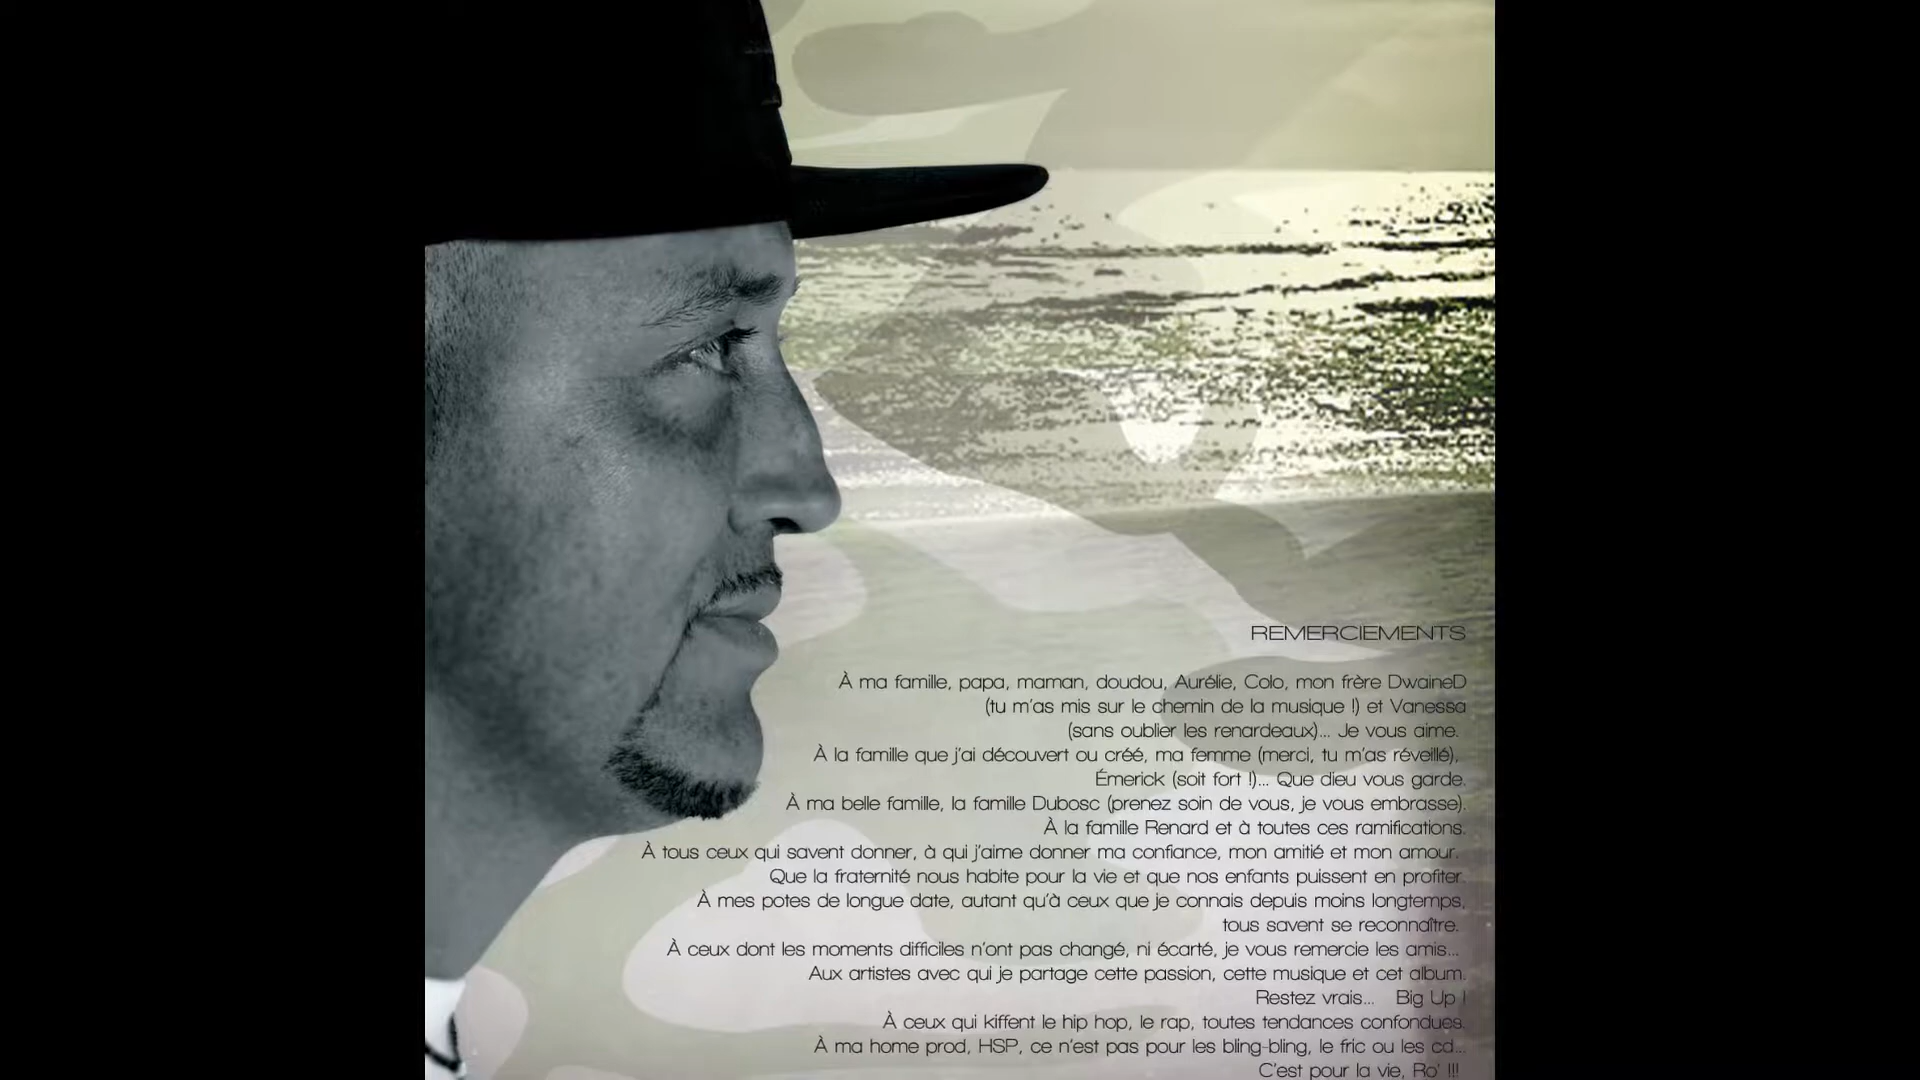 REMERCIEMENTS
À ma famille, papa, maman, doudou, Aurélie, Colo, mon frère DwaineD
(tu m'as mis sur le chemin de la musique !) et Vanessa
(sans oublier les renardeaux)... Je vous aime.
À la famille que j'ai découvert ou créé, ma femme (merci, tu m'as réveillé),
Émerick (soit fort !)... Que dieu vous garde.
À ma belle famille, la famille Dubosc (prenez soin de vous, je vous embrasse).
À la famille Renard et à toutes ces ramifications.
À tous ceux qui savent donner, à qui j'aime donner ma confiance, mon amitié et mon amour.
Que la fraternité nous habite pour la vie et que nos enfants puissent en profiter.
À mes potes de longue date, autant qu'à ceux que je connais depuis moins longtemps,
tous savent se reconnaître.
À ceux dont les moments difficiles n'ont pas changé, ni écarté, je vous remercie les amis...
Aux artistes avec qui je partage cette passion, cette musique et cet album.
Restez vrais... Big Up !
À ceux qui kiffent le hip hop, le rap, toutes tendances confondues.
À ma home prod, HSP, ce n'est pas pour les bling-bling, le fric ou les cd...
C'est pour la vie, Ro' !!!